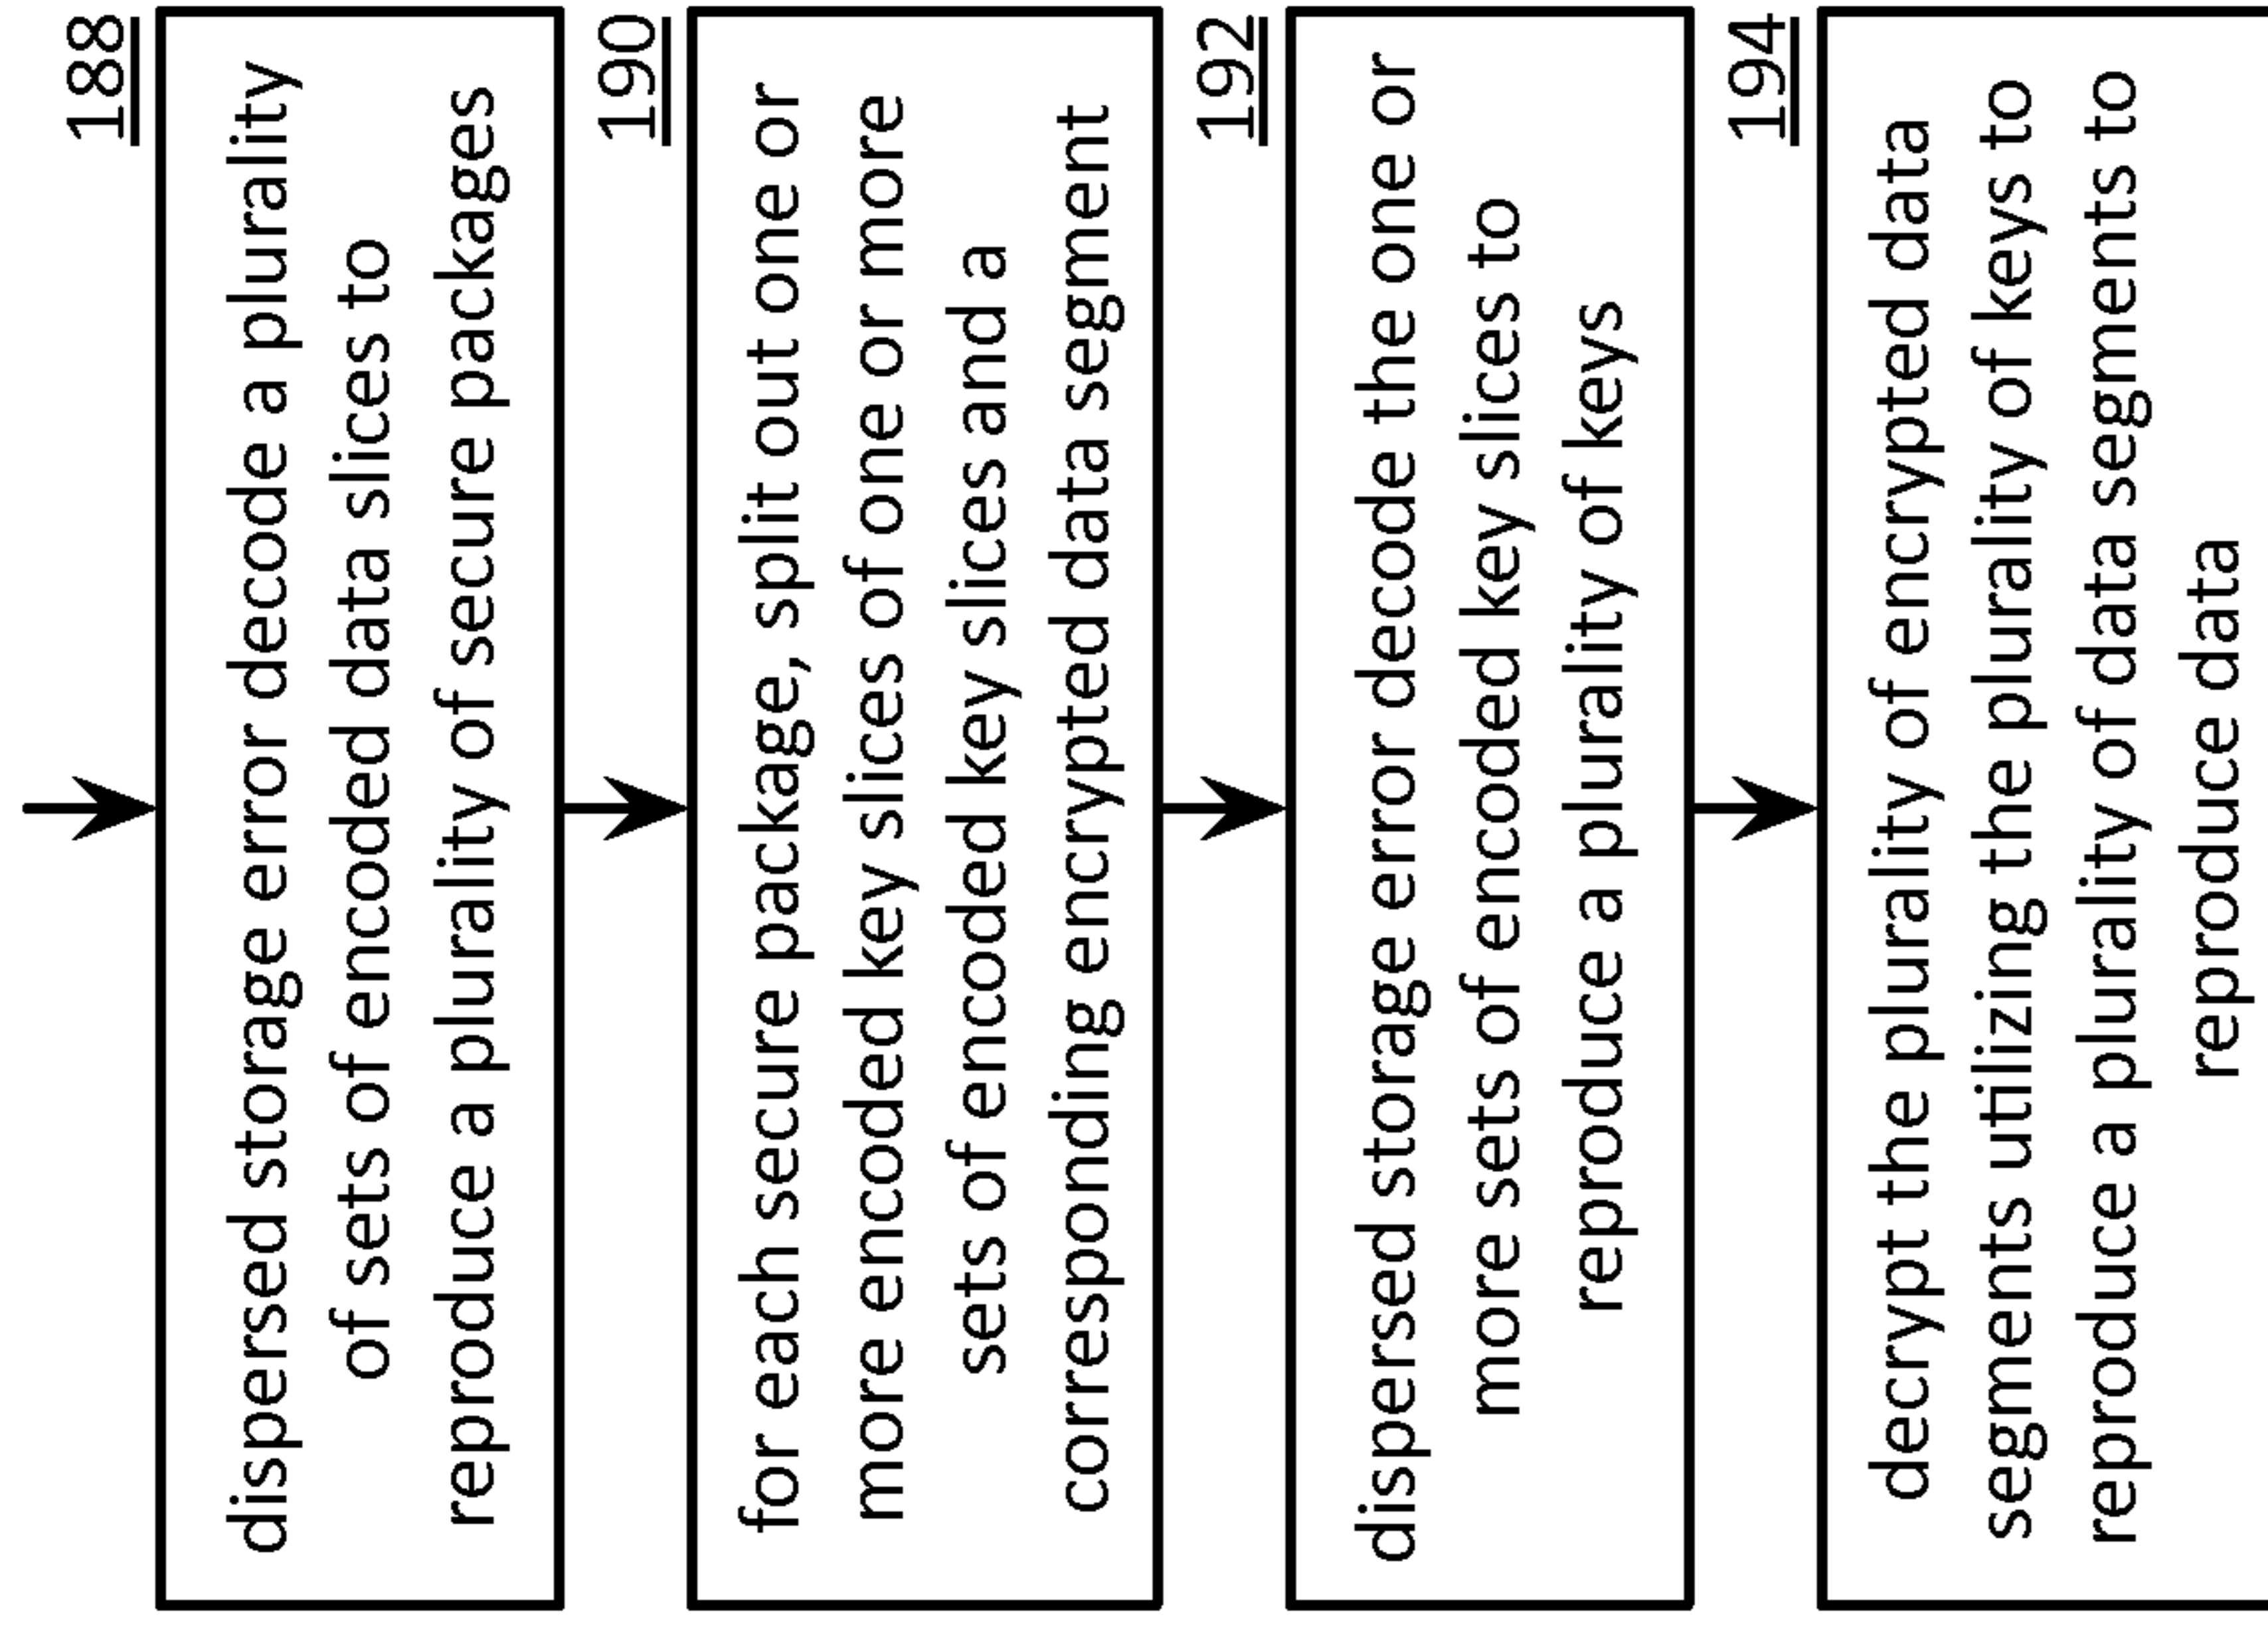 188
dispersed storage error decode a plurality
of sets of encoded data slices to
reproduce a plurality of secure packages
190
for each secure package, split out one or
more encoded key slices of one or more
sets of encoded key slices and a
corresponding encrypted data segment
192
dispersed storage error decode the one or
more sets of encoded key slices to
reproduce a plurality of keys
194
decrypt the plurality of encrypted data
segments utilizing the plurality of keys to
reproduce a plurality of data segments to
reproduce data